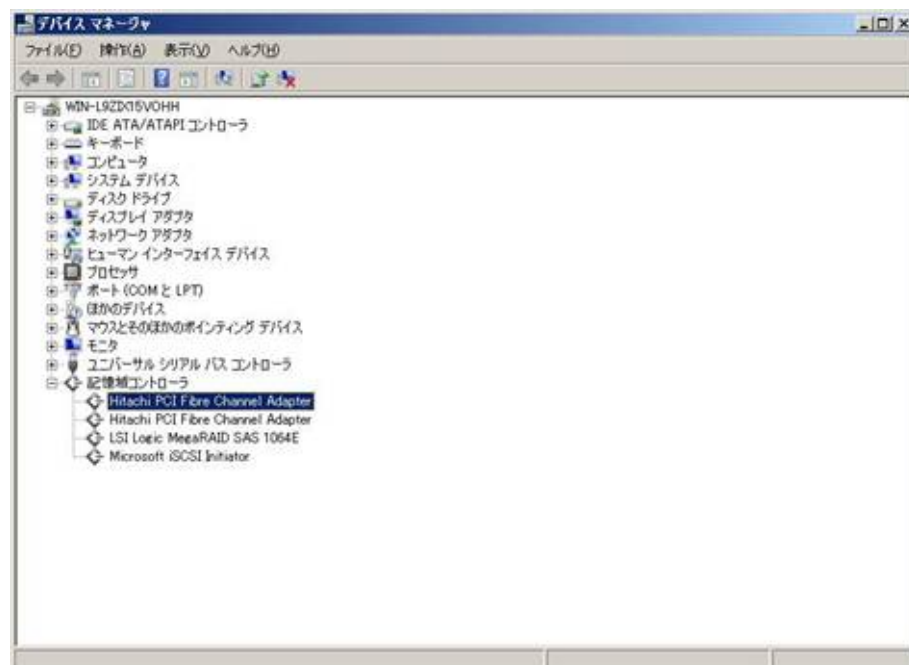 デバイス マネージャ
ファイル(F) 操作(A) 表示(V) ヘルプ(H)
WIN-L9ZDX15VOHH
IDE ATA/ATAPI コントローラ
キーボード
コンピュータ
システム デバイス
ディスク ドライブ
ディスプレイ アダプタ
ネットワーク アダプタ
ヒューマン インターフェイス デバイス
プロセッサ
ポート (COM と LPT)
ほかのデバイス
マウスとそのほかのポインティング デバイス
モニタ
ユニバーサル シリアル バス コントローラ
記憶域コントローラ
Hitachi PCI Fibre Channel Adapter
Hitachi PCI Fibre Channel Adapter
LSI Logic MegaRAID SAS 1064E
Microsoft iSCSI Initiator